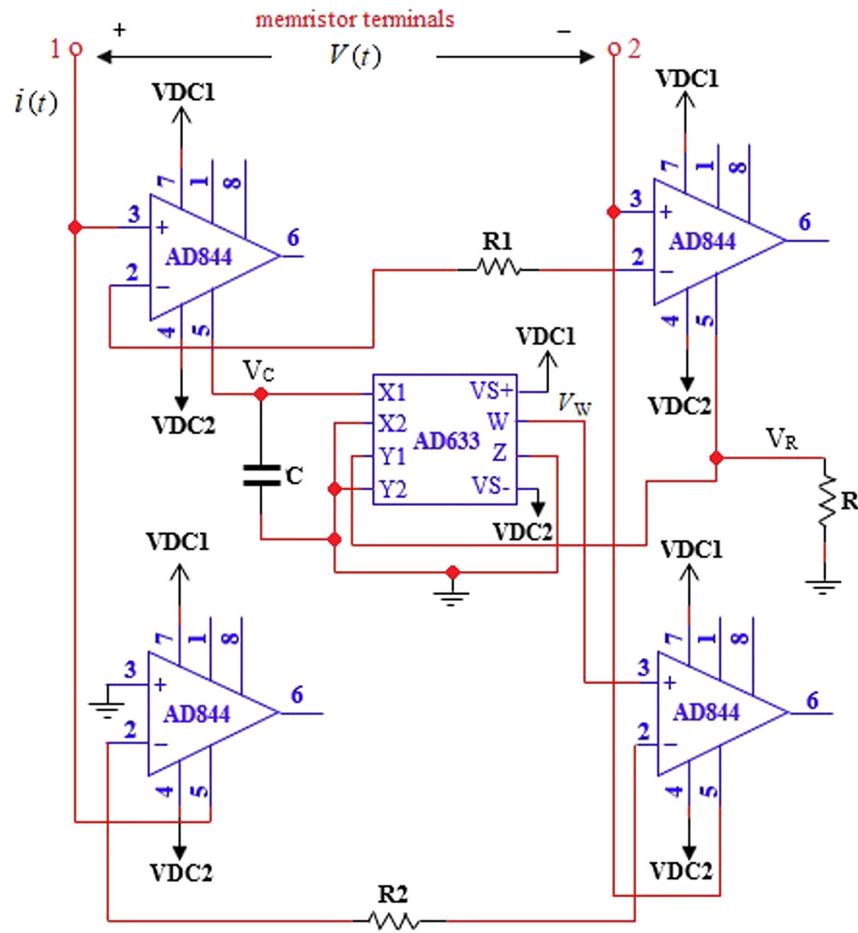 memristor terminals
+
−
1
V(t)
2
i(t)
VDC1
VDC1
7
1
8
7
1
8
3
+
AD844
6
2
−
4
5
R1
3
+
AD844
6
2
−
4
5
VDC2
VDC2
VDC1
V_C
X1
VS+
X2
W
V_W
AD633
Y1
Z
Y2
VS-
C
VDC2
V_R
R
VDC1
VDC1
7
1
8
7
1
8
3
+
AD844
6
2
−
4
5
3
+
AD844
6
2
−
4
5
VDC2
VDC2
R2